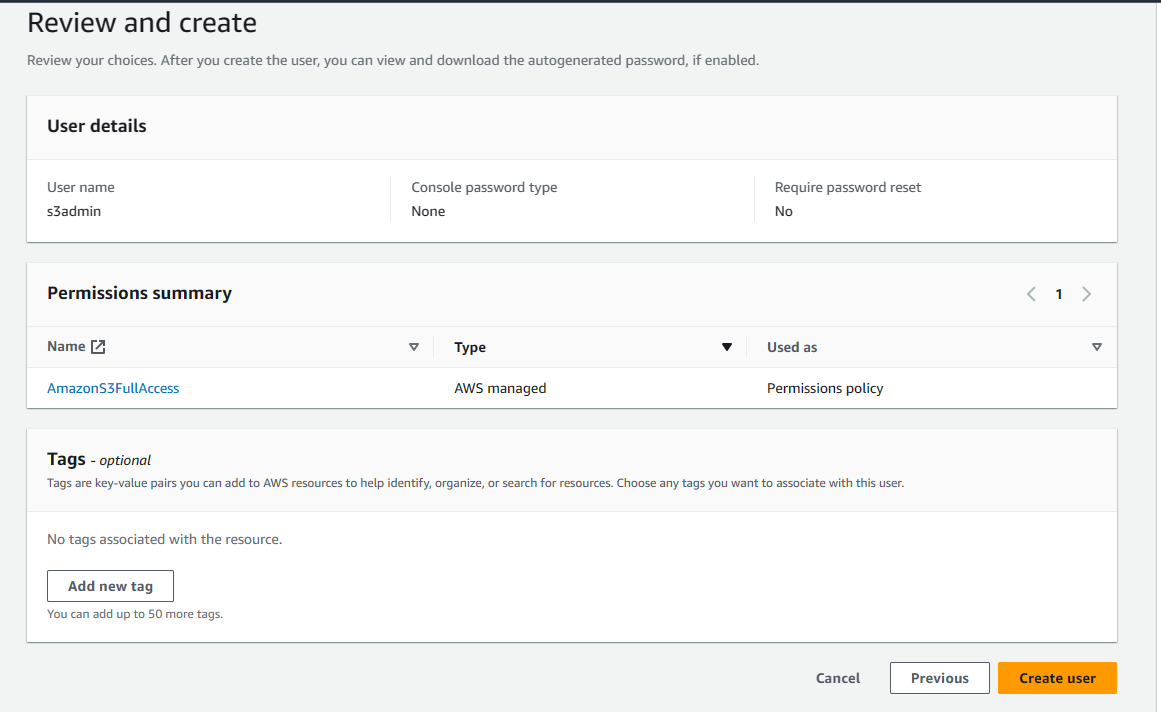 Review and create
Review your choices. After you create the user, you can view and download the autogenerated password, if enabled.
User details
User name
s3admin
Console password type
None
Require password reset
No
Permissions summary
1
Name
Type
Used as
AmazonS3FullAccess
AWS managed
Permissions policy
Tags - optional
Tags are key-value pairs you can add to AWS resources to help identify, organize, or search for resources. Choose any tags you want to associate with this user.
No tags associated with the resource.
Add new tag
You can add up to 50 more tags.
Cancel
Previous
Create user